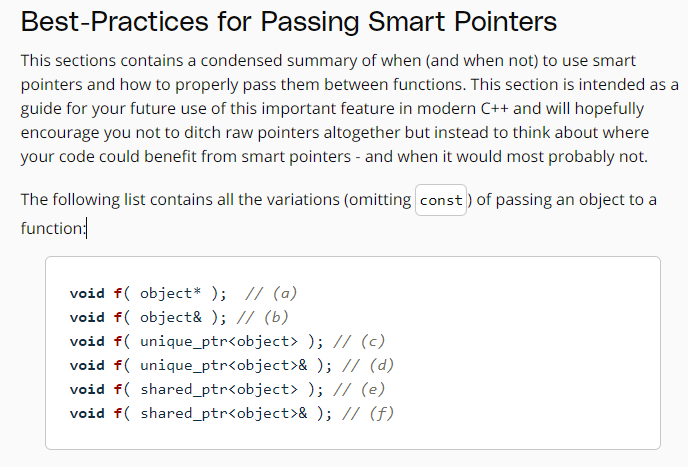 Best-Practices for Passing Smart Pointers
This sections contains a condensed summary of when (and when not) to use smart
pointers and how to properly pass them between functions. This section is intended as a
guide for your future use of this important feature in modern C++ and will hopefully
encourage you not to ditch raw pointers altogether but instead to think about where
your code could benefit from smart pointers - and when it would most probably not.
The following list contains all the variations (omitting const) of passing an object to a
function:
void f( object* );  // (a)
void f( object& ); // (b)
void f( unique_ptr<object> ); // (c)
void f( unique_ptr<object>& ); // (d)
void f( shared_ptr<object> ); // (e)
void f( shared_ptr<object>& ); // (f)